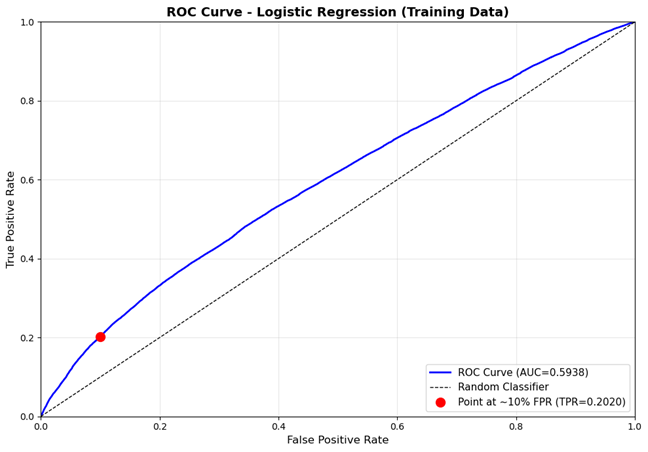 ROC Curve - Logistic Regression (Training Data)
1.0
0.8
0.6
0.4
0.2
0.0
True Positive Rate
0.0 0.2 0.4 0.6 0.8 1.0
False Positive Rate
ROC Curve (AUC=0.5938)
Random Classifier
Point at ~10% FPR (TPR=0.2020)